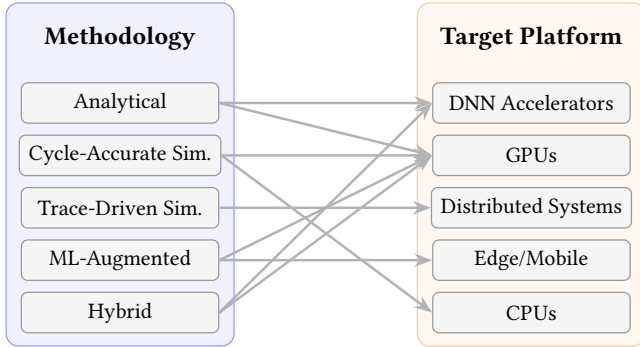 Methodology
Analytical
Cycle-Accurate Sim.
Trace-Driven Sim.
ML-Augmented
Hybrid
Target Platform
DNN Accelerators
GPUs
Distributed Systems
Edge/Mobile
CPUs